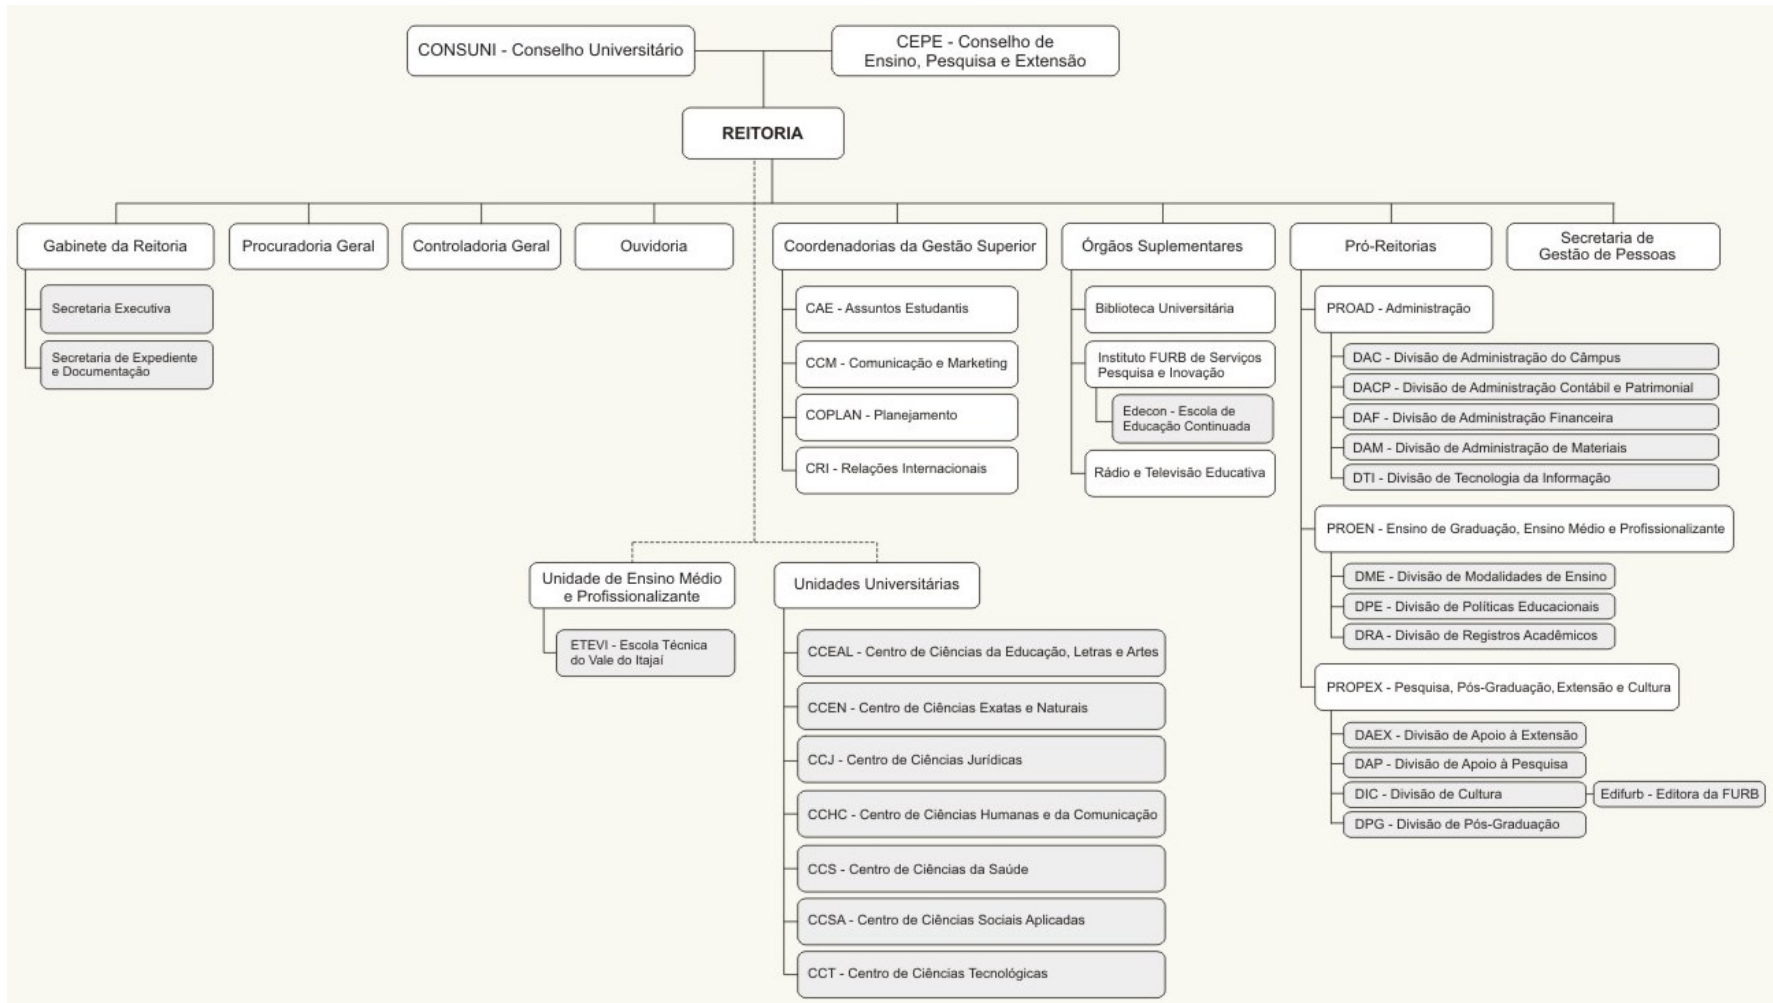 CONSUNI - Conselho Universitário
CEPE - Conselho de
Ensino, Pesquisa e Extensão
REITORIA
Gabinete da Reitoria
Secretaria Executiva
Secretaria de Expediente
e Documentação
Procuradoria Geral
Controladoria Geral
Ouvidoria
Coordenadorias da Gestão Superior
CAE - Assuntos Estudantis
CCM - Comunicação e Marketing
COPLAN - Planejamento
CRI - Relações Internacionais
Órgãos Suplementares
Biblioteca Universitária
Instituto FURB de Serviços
Pesquisa e Inovação
Edecon - Escola de
Educação Continuada
Rádio e Televisão Educativa
Pró-Reitorias
PROAD - Administração
DAC - Divisão de Administração do Câmpus
DACP - Divisão de Administração Contábil e Patrimonial
DAF - Divisão de Administração Financeira
DAM - Divisão de Administração de Materiais
DTI - Divisão de Tecnologia da Informação
PROEN - Ensino de Graduação, Ensino Médio e Profissionalizante
DME - Divisão de Modalidades de Ensino
DPE - Divisão de Políticas Educacionais
DRA - Divisão de Registros Acadêmicos
PROPEX - Pesquisa, Pós-Graduação, Extensão e Cultura
DAEX - Divisão de Apoio à Extensão
DAP - Divisão de Apoio à Pesquisa
DIC - Divisão de Cultura
Edifurb - Editora da FURB
DPG - Divisão de Pós-Graduação
Secretaria de
Gestão de Pessoas
Unidade de Ensino Médio
e Profissionalizante
ETEVI - Escola Técnica
do Vale do Itajaí
Unidades Universitárias
CCEAL - Centro de Ciências da Educação, Letras e Artes
CCEN - Centro de Ciências Exatas e Naturais
CCJ - Centro de Ciências Jurídicas
CCHC - Centro de Ciências Humanas e da Comunicação
CCS - Centro de Ciências da Saúde
CCSA - Centro de Ciências Sociais Aplicadas
CCT - Centro de Ciências Tecnológicas